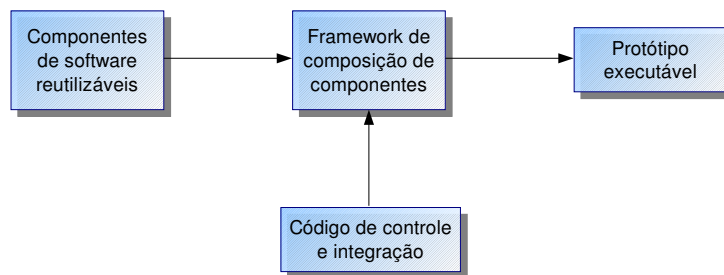 Componentes
de software
reutilizáveis
Framework de
composição de
componentes
Protótipo
executável
Código de controle
e integração